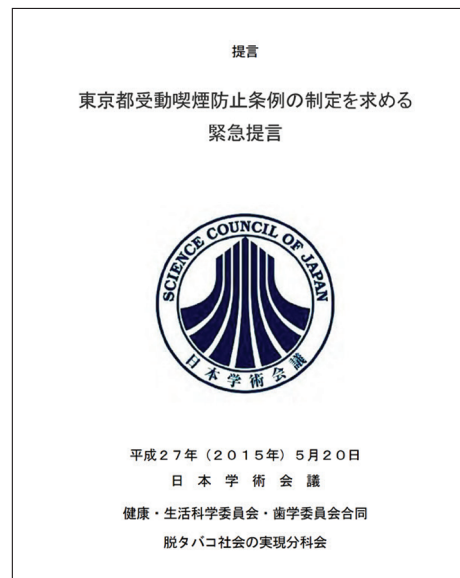 提言
東京都受動喫煙防止条例の制定を求める
緊急提言
SCIENCE COUNCIL OF JAPAN
日本学術会議
平成27年（2015年）5月20日
日 本 学 術 会 議
健康・生活科学委員会・歯学委員会合同
脱タバコ社会の実現分科会